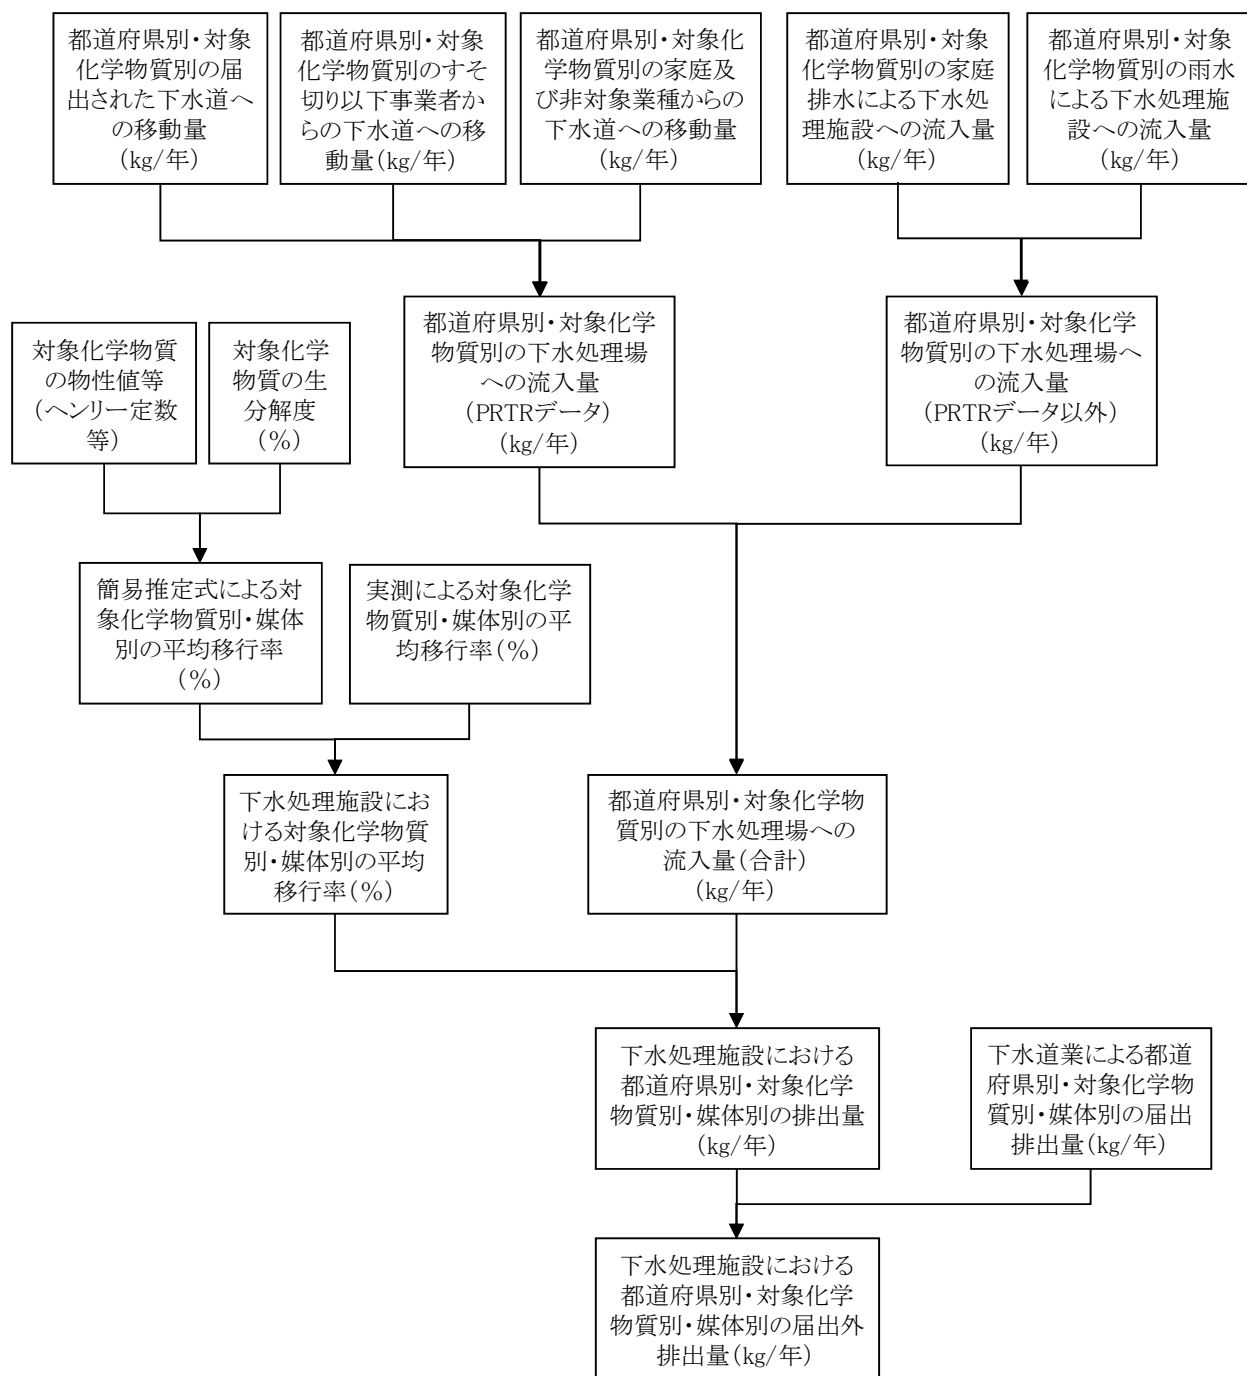 都道府県別・対象
化学物質別の届
出された下水道へ
の移動量
(kg/年)
都道府県別・対象
化学物質別のすそ
切り以下事業者か
らの下水道への移
動量(kg/年)
都道府県別・対象化
学物質別の家庭及
び非対象業種からの
下水道への移動量
(kg/年)
都道府県別・対象
化学物質別の家庭
排水による下水処
理施設への流入量
(kg/年)
都道府県別・対象
化学物質別の雨水
による下水処理施
設への流入量
(kg/年)
対象化学物質
の物性値等
(ヘンリー定数
等)
対象化学
物質の生
分解度
(%)
都道府県別・対象化学
物質別の下水処理場
への流入量
(PRTRデータ)
(kg/年)
都道府県別・対象化学
物質別の下水処理場へ
の流入量
(PRTRデータ以外)
(kg/年)
簡易推定式による対
象化学物質別・媒体
別の平均移行率
(%)
実測による対象化学
物質別・媒体別の平
均移行率(%)
下水処理施設にお
ける対象化学物質
別・媒体別の平均
移行率(%)
都道府県別・対象化学物
質別の下水処理場への
流入量(合計)
(kg/年)
下水処理施設における
都道府県別・対象化学
物質別・媒体別の排出量
(kg/年)
下水道業による都道
府県別・対象化学物
質別・媒体別の届出
排出量(kg/年)
下水処理施設における
都道府県別・対象化学
物質別・媒体別の届出外
排出量(kg/年)